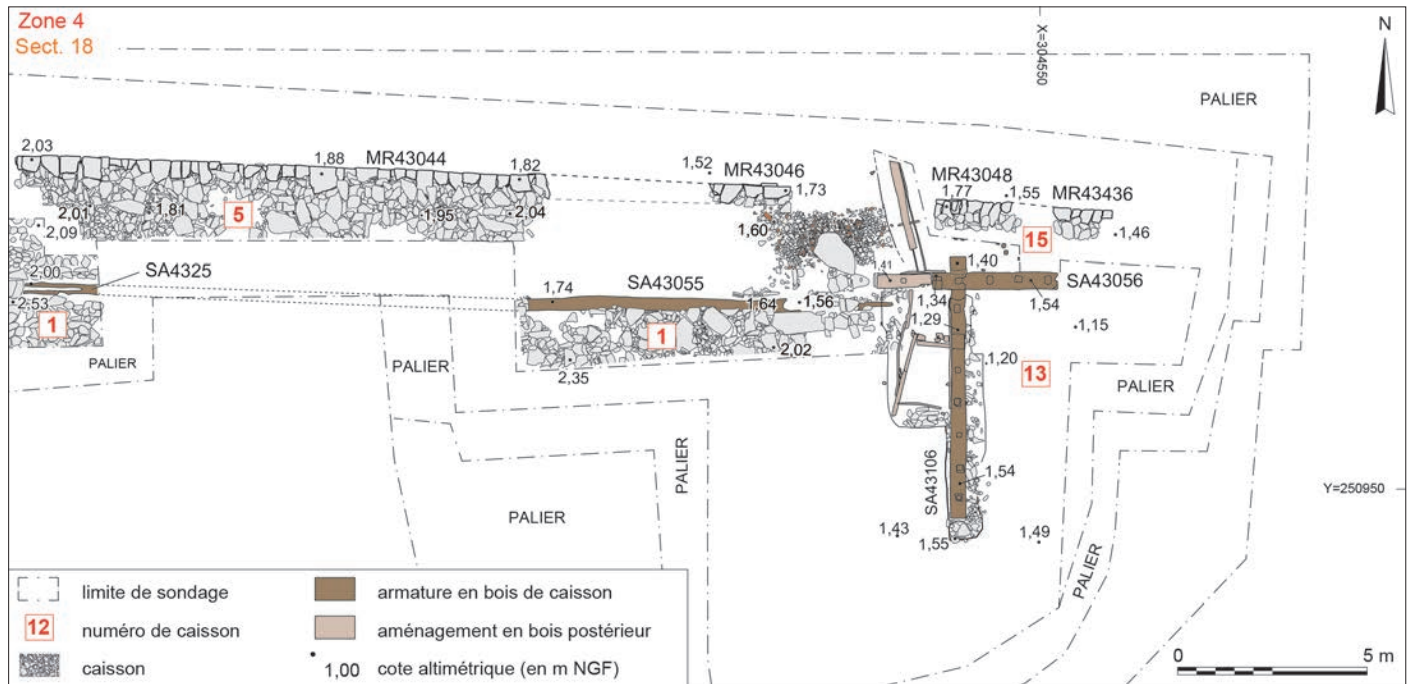 Zone 4
Sect. 18
X=304550
N
PALIER
2,03
1,88
MR43044
1,82
1,52
MR43046
1,73
MR43048
1,77
1,55
MR43436
2,01
1,81
5
1,95
2,04
1,60
15
1,46
2,09
2,00
SA4325
SA43055
1,74
1,64
1,56
1,41
1,40
SA43056
1,34
1,54
2,53
1
1
1,29
1,15
2,02
2,35
1,20
13
PALIER
PALIER
PALIER
PALIER
SA43106
1,54
Y=250950
PALIER
1,43
1,55
1,49
PALIER
limite de sondage
armature en bois de caisson
12
numéro de caisson
aménagement en bois postérieur
caisson
1,00
cote altimétrique (en m NGF)
0
5 m